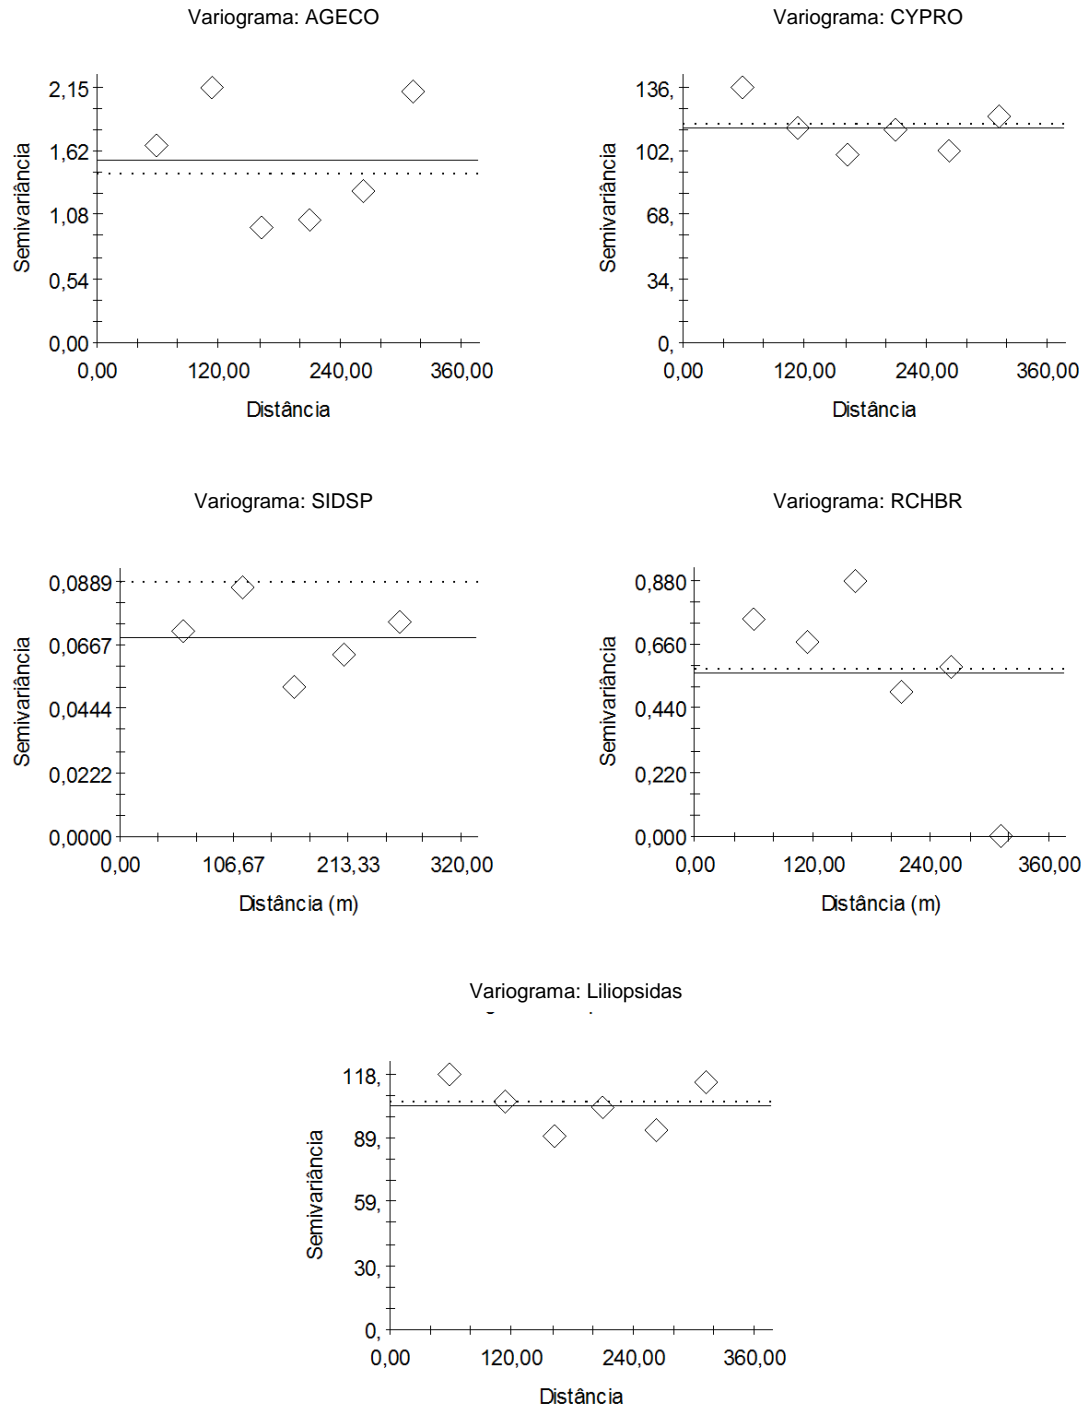 Variograma: AGECO
2,15
1,62
1,08
0,54
0,00
Semivariância
0,00 120,00 240,00 360,00
Distância
Variograma: CYPRO
136,
102,
68,
34,
0,
Semivariância
0,00 120,00 240,00 360,00
Distância
Variograma: SIDSP
0,0889
0,0667
0,0444
0,0222
0,0000
Semivariância
0,00 106,67 213,33 320,00
Distância (m)
Variograma: RCHBR
0,880
0,660
0,440
0,220
0,000
Semivariância
0,00 120,00 240,00 360,00
Distância (m)
Variograma: Liliopsidas
118,
89,
59,
30,
0,
Semivariância
0,00 120,00 240,00 360,00
Distância